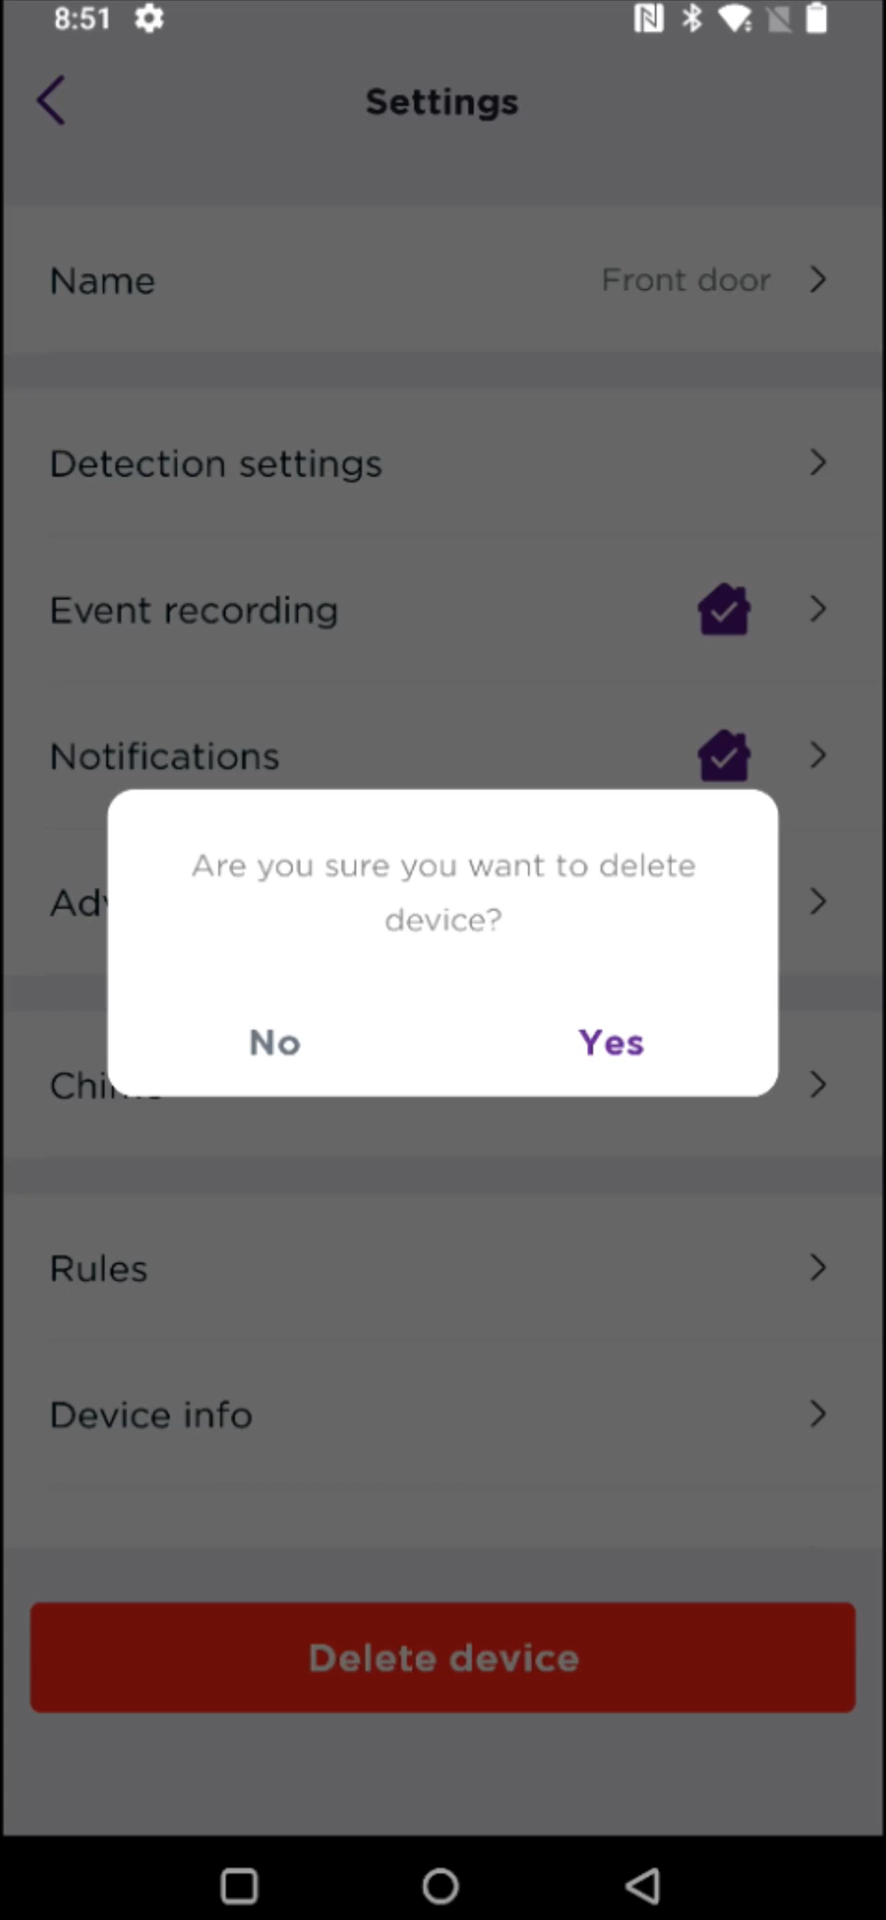 8:51
Settings
Name
Front door
Detection settings
Event recording
Notifications
Are you sure you want to delete
device?
No
Yes
Rules
Device info
Delete device